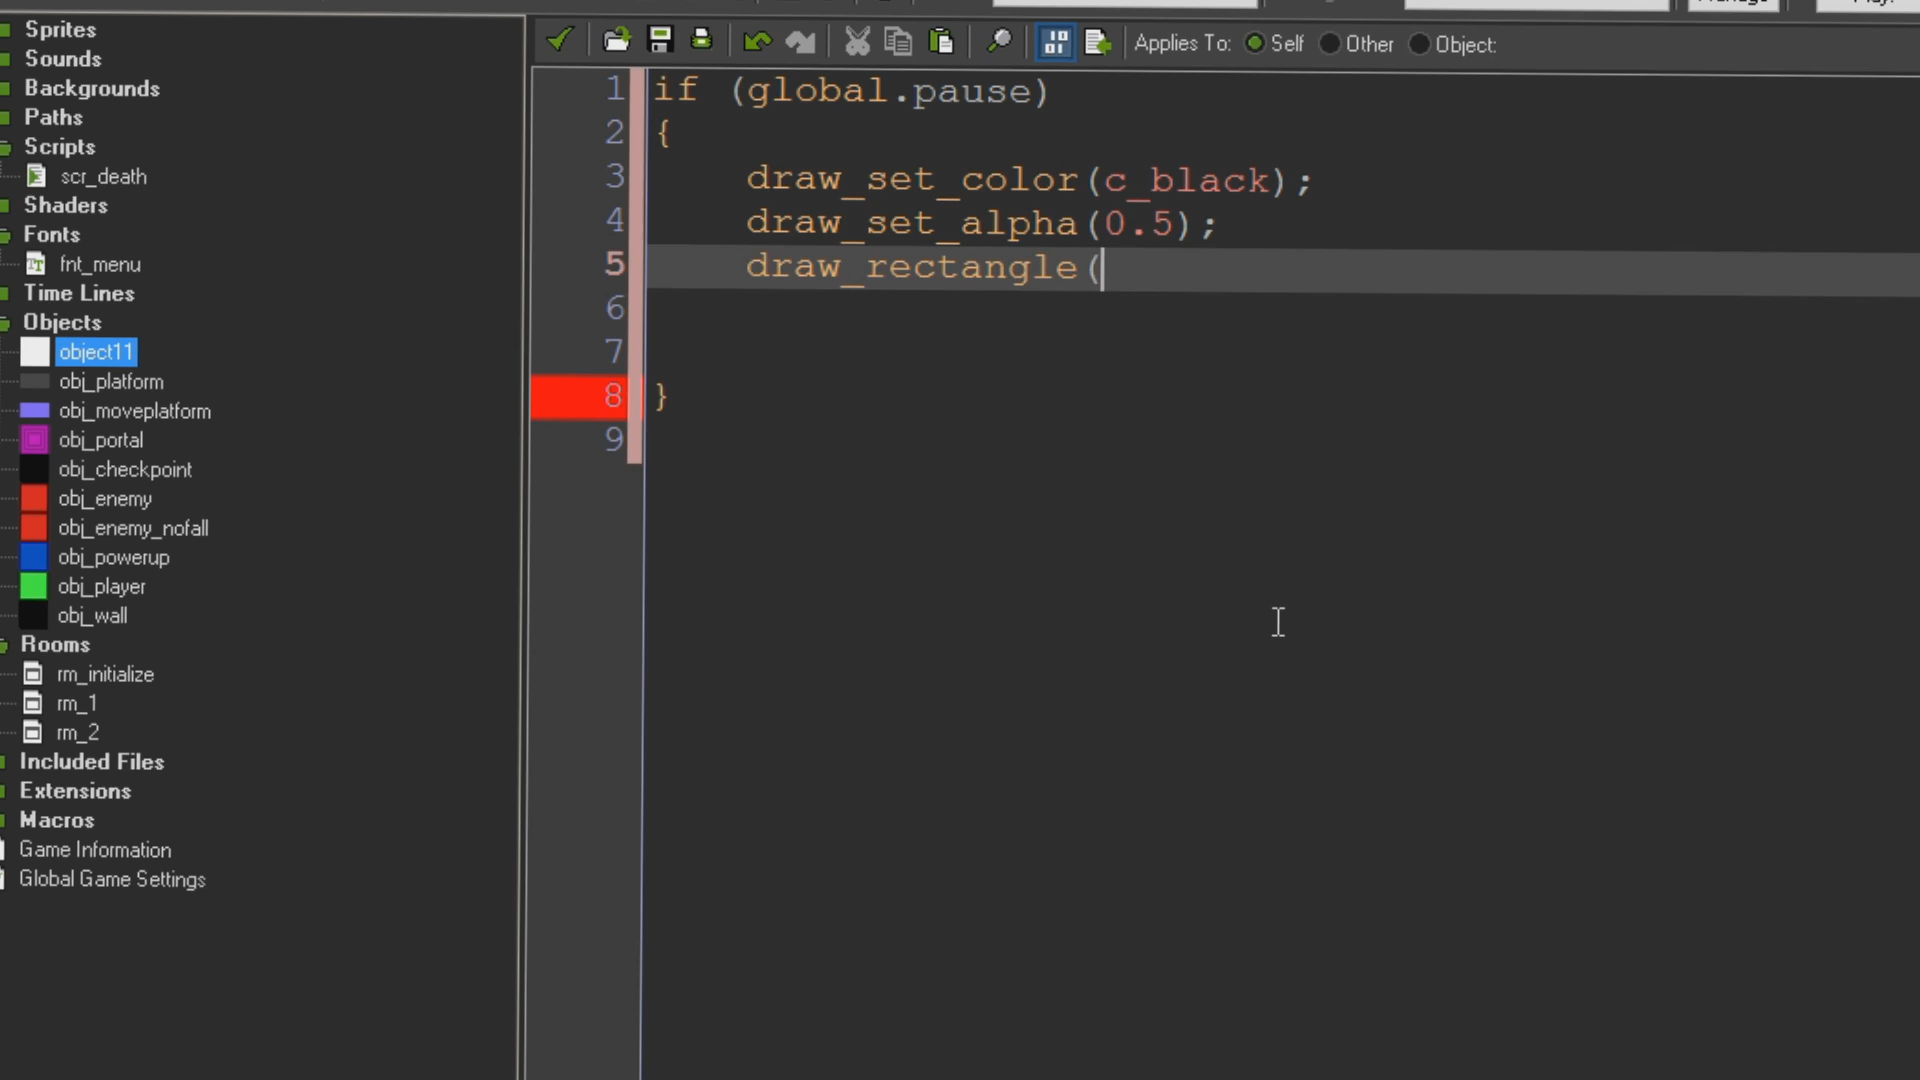 Sprites
Sounds
Backgrounds
Paths
Scripts
scr_death
Shaders
Fonts
fnt_menu
Time Lines
Objects
object11
obj_platform
obj_moveplatform
obj_portal
obj_checkpoint
obj_enemy
obj_enemy_nofall
obj_powerup
obj_player
obj_wall
Rooms
rm_initialize
rm_1
rm_2
Included Files
Extensions
Macros
Game Information
Global Game Settings
Applies To: Self Other Object:
1 if (global.pause)
2 {
3 draw_set_color(c_black);
4 draw_set_alpha(0.5);
5 draw_rectangle(
6
7
8 }
9